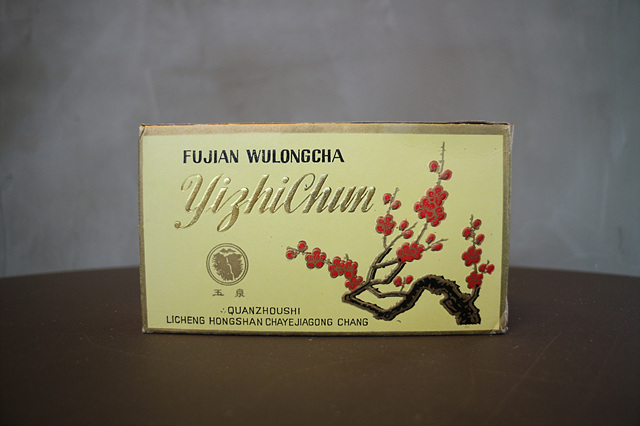 FUJIAN WULONGCHA
YizhiChun
玉泉
QUANZHOUSHI
LICHENG HONGSHAN CHAYEJIAGONG CHANG